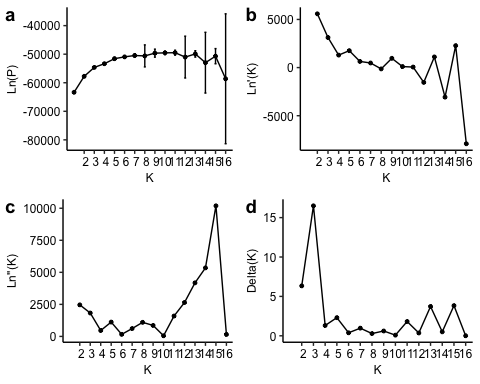 a
-40000
-50000
-60000
-70000
-80000
Ln(P)
2 3 4 5 6 7 8 9 10 11 12 13 14 15 16
K
b
5000
0
-5000
Ln'(K)
2 3 4 5 6 7 8 9 10 11 12 13 14 15 16
K
c
10000
7500
5000
2500
0
Ln"(K)
2 3 4 5 6 7 8 9 10 11 12 13 14 15 16
K
d
15
10
5
0
Delta(K)
2 3 4 5 6 7 8 9 10 11 12 13 14 15 16
K